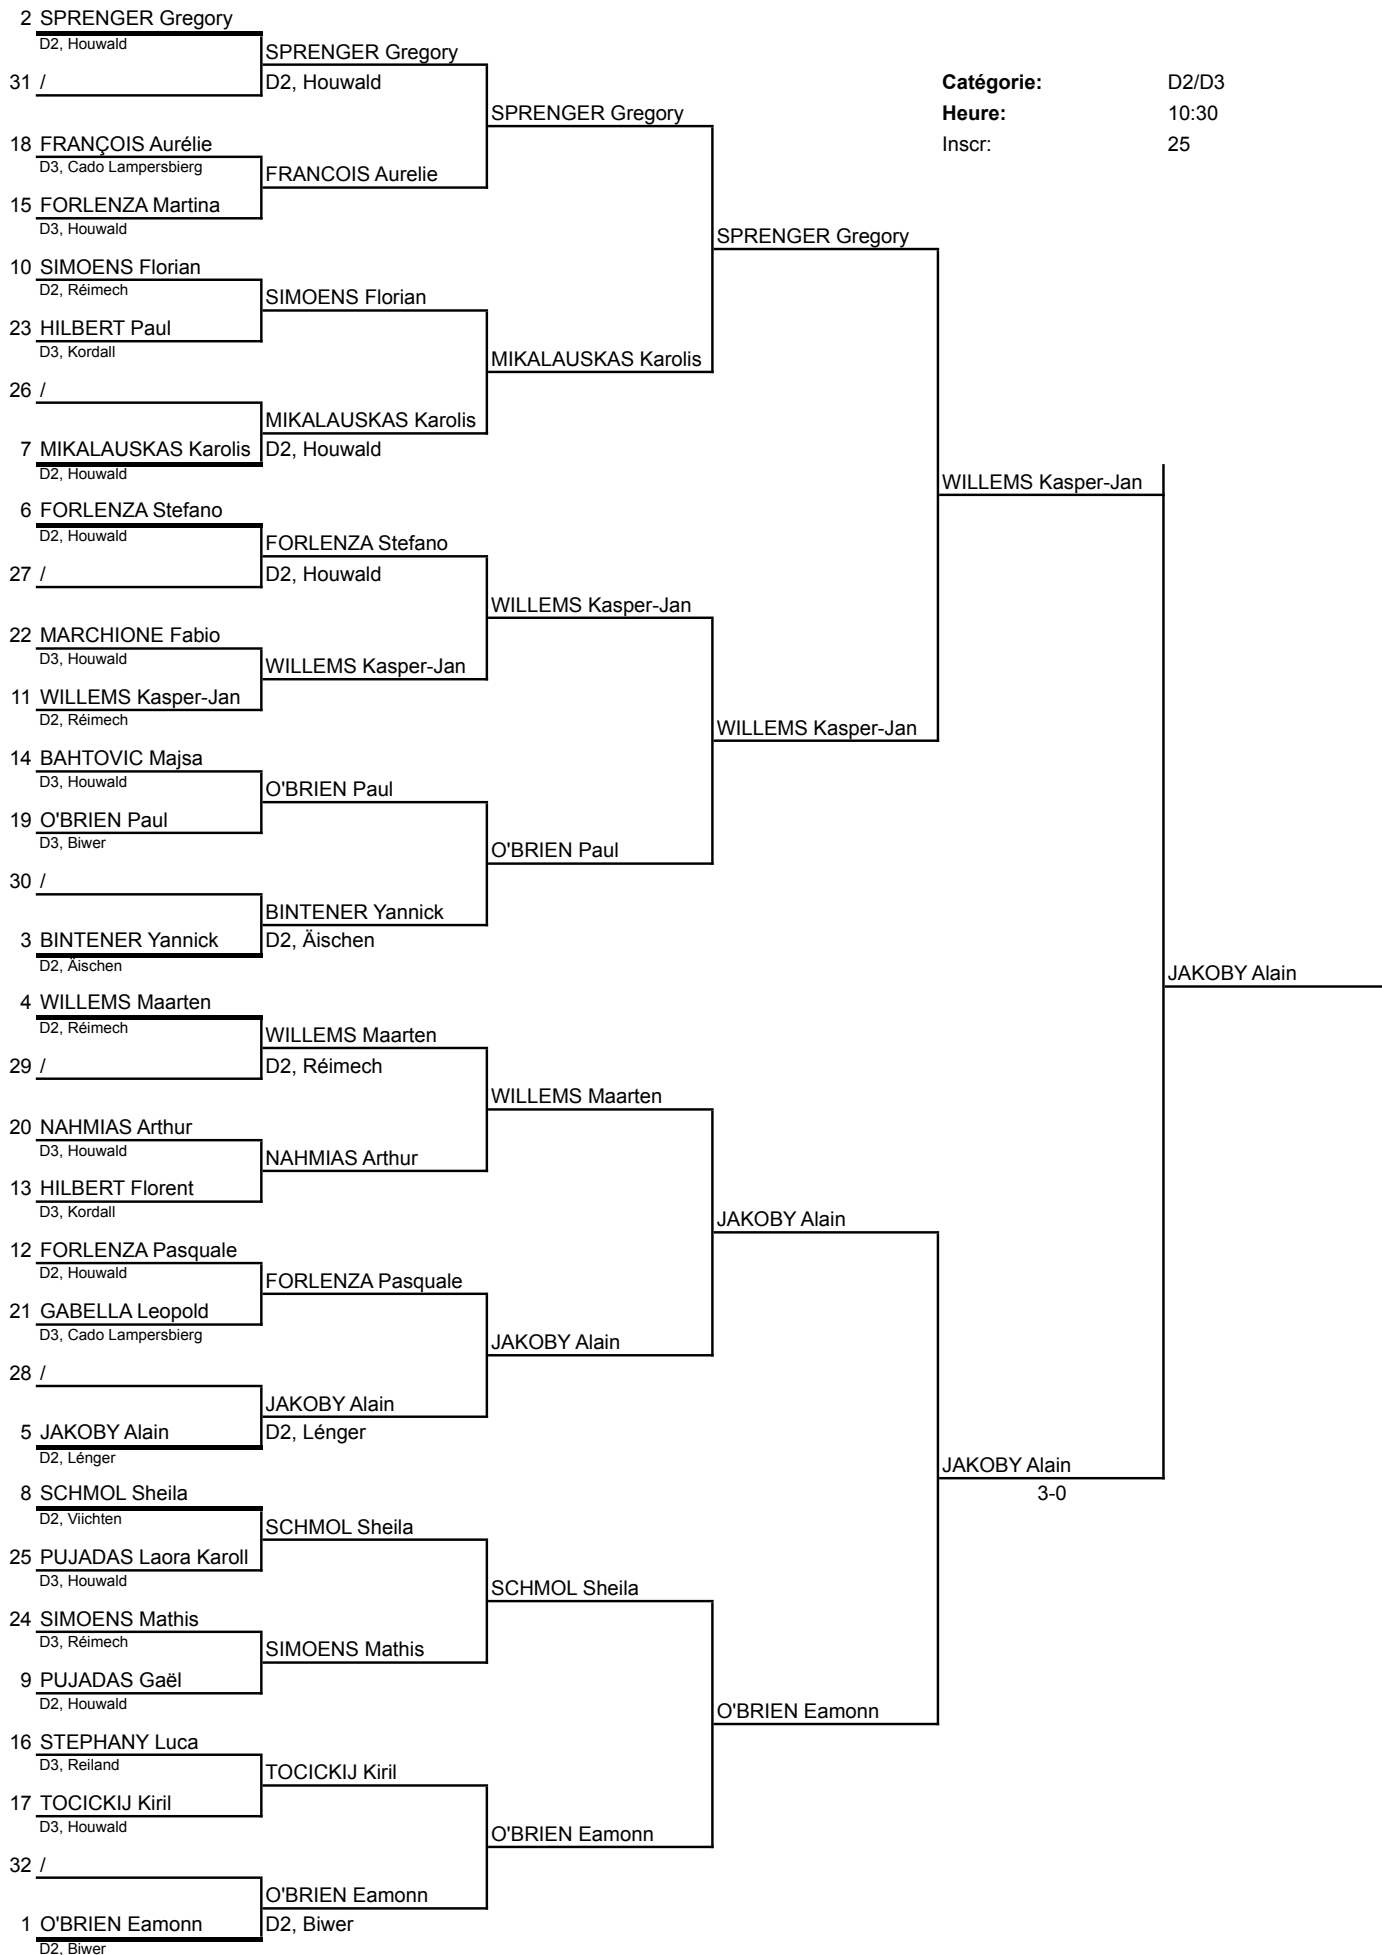 2 SPRENGER Gregory
D2, Houwald
SPRENGER Gregory
31 /
D2, Houwald
Catégorie: D2/D3
SPRENGER Gregory
Heure: 10:30
18 FRANÇOIS Aurélie
Inscr: 25
D3, Cado Lampersbierg
FRANCOIS Aurelie
15 FORLENZA Martina
D3, Houwald
SPRENGER Gregory
10 SIMOENS Florian
D2, Réimech
SIMOENS Florian
23 HILBERT Paul
D3, Kordall
MIKALAUSKAS Karolis
26 /
MIKALAUSKAS Karolis
7 MIKALAUSKAS Karolis
D2, Houwald
D2, Houwald
WILLEMS Kasper-Jan
6 FORLENZA Stefano
D2, Houwald
FORLENZA Stefano
27 /
D2, Houwald
WILLEMS Kasper-Jan
22 MARCHIONE Fabio
D3, Houwald
WILLEMS Kasper-Jan
11 WILLEMS Kasper-Jan
D2, Réimech
WILLEMS Kasper-Jan
14 BAHTOVIC Majsa
D3, Houwald
O'BRIEN Paul
19 O'BRIEN Paul
D3, Biwer
O'BRIEN Paul
30 /
BINTENER Yannick
3 BINTENER Yannick
D2, Äischen
D2, Äischen
JAKOBY Alain
4 WILLEMS Maarten
D2, Réimech
WILLEMS Maarten
29 /
D2, Réimech
WILLEMS Maarten
20 NAHMIAS Arthur
D3, Houwald
NAHMIAS Arthur
13 HILBERT Florent
D3, Kordall
JAKOBY Alain
12 FORLENZA Pasquale
D2, Houwald
FORLENZA Pasquale
21 GABELLA Leopold
D3, Cado Lampersbierg
JAKOBY Alain
28 /
JAKOBY Alain
5 JAKOBY Alain
D2, Lénger
D2, Lénger
JAKOBY Alain
3-0
8 SCHMOL Sheila
D2, Viichten
SCHMOL Sheila
25 PUJADAS Laora Karoll
D3, Houwald
SCHMOL Sheila
24 SIMOENS Mathis
D3, Réimech
SIMOENS Mathis
9 PUJADAS Gaël
D2, Houwald
O'BRIEN Eamonn
16 STEPHANY Luca
D3, Reiland
TOCICKIJ Kiril
17 TOCICKIJ Kiril
D3, Houwald
O'BRIEN Eamonn
32 /
O'BRIEN Eamonn
1 O'BRIEN Eamonn
D2, Biwer
D2, Biwer